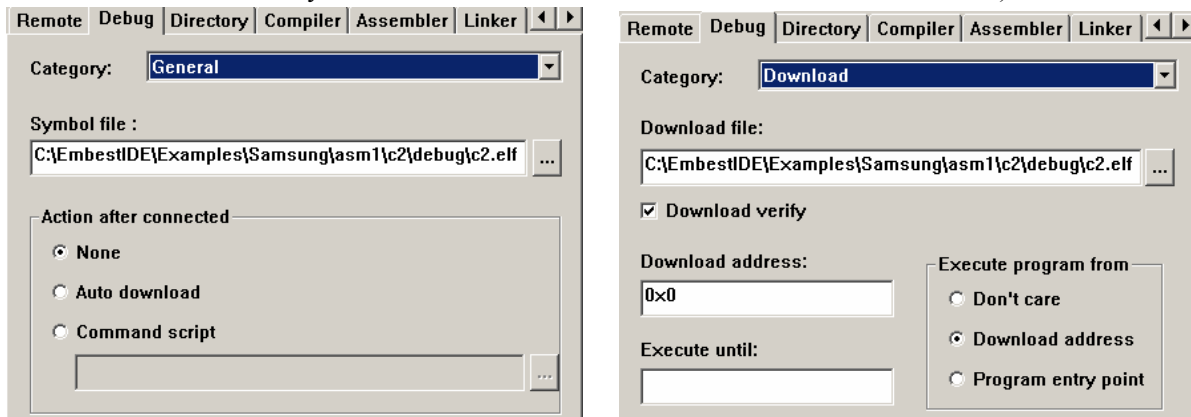 Remote Debug Directory Compiler Assembler Linker
Category: General
Symbol file :
C:\EmbestIDE\Examples\Samsung\asm1\c2\debug\c2.elf ...
Action after connected
None
Auto download
Command script
...
Remote Debug Directory Compiler Assembler Linker
Category: Download
Download file:
C:\EmbestIDE\Examples\Samsung\asm1\c2\debug\c2.elf ...
Download verify
Download address:
0x0
Execute until:
Execute program from
Don't care
Download address
Program entry point